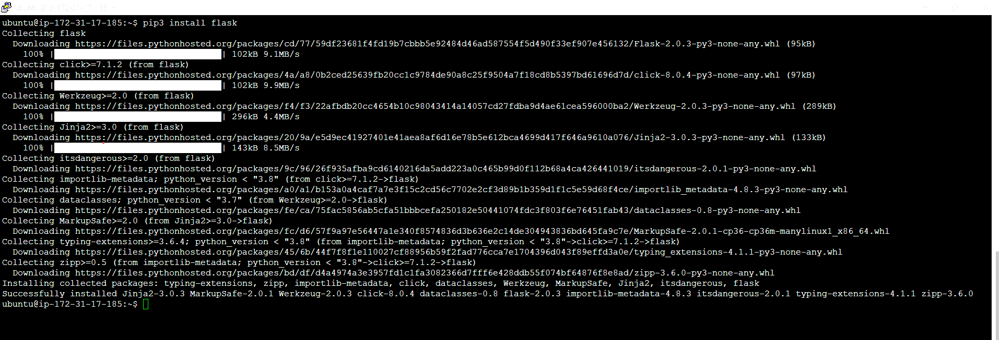 ubuntu@ip-172-31-17-185: ~
ubuntu@ip-172-31-17-185:~$ pip3 install flask
Collecting flask
  Downloading https://files.pythonhosted.org/packages/cd/77/59df23681f4fd19b7cbbb5e92484d46ad587554f5d490f33ef907e456132/Flask-2.0.3-py3-none-any.whl (95kB)
    100% | | 102kB 9.1MB/s
Collecting click>=7.1.2 (from flask)
  Downloading https://files.pythonhosted.org/packages/4a/a8/0b2ced25639fb20cc1c9784de90a8c25f9504a7f18cd8b5397bd61696d7d/click-8.0.4-py3-none-any.whl (97kB)
    100% | | 102kB 9.9MB/s
Collecting Werkzeug>=2.0 (from flask)
  Downloading https://files.pythonhosted.org/packages/f4/f3/22afbdb20cc4654b10c98043414a14057cd27fdba9d4ae61cea596000ba2/Werkzeug-2.0.3-py3-none-any.whl (289kB)
    100% | | 296kB 4.4MB/s
Collecting Jinja2>=3.0 (from flask)
  Downloading https://files.pythonhosted.org/packages/20/9a/e5d9ec41927401e41aea8af6d16e78b5e612bca4699d417f646a9610a076/Jinja2-3.0.3-py3-none-any.whl (133kB)
    100% | | 143kB 8.5MB/s
Collecting itsdangerous>=2.0 (from flask)
  Downloading https://files.pythonhosted.org/packages/9c/96/26f935afba9cd6140216da5add223a0c465b99d0f112b68a4ca426441019/itsdangerous-2.0.1-py3-none-any.whl
Collecting importlib-metadata; python_version < "3.8" (from click>=7.1.2->flask)
  Downloading https://files.pythonhosted.org/packages/a0/a1/b153a0a4caf7a7e3f15c2cd56c7702e2cf3d89b1b359d1f1c5e59d68f4ce/importlib_metadata-4.8.3-py3-none-any.whl
Collecting dataclasses; python_version < "3.7" (from Werkzeug>=2.0->flask)
  Downloading https://files.pythonhosted.org/packages/fe/ca/75fac5856ab5cfa51bbbcefa250182e50441074fdc3f803f6e76451fab43/dataclasses-0.8-py3-none-any.whl
Collecting MarkupSafe>=2.0 (from Jinja2>=3.0->flask)
  Downloading https://files.pythonhosted.org/packages/fc/d6/57f9a97e56447a1e340f8574836d3b636e2c14de304943836bd645fa9c7e/MarkupSafe-2.0.1-cp36-cp36m-manylinux1_x86_64.whl
Collecting typing-extensions>=3.6.4; python_version < "3.8" (from importlib-metadata; python_version < "3.8"->click>=7.1.2->flask)
  Downloading https://files.pythonhosted.org/packages/45/6b/44f7f8f1e110027cf88956b59f2fad776cca7e1704396d043f89effd3a0e/typing_extensions-4.1.1-py3-none-any.whl
Collecting zipp>=0.5 (from importlib-metadata; python_version < "3.8"->click>=7.1.2->flask)
  Downloading https://files.pythonhosted.org/packages/bd/df/d4a4974a3e3957fd1c1fa3082366d7fff6e428ddb55f074bf64876f8e8ad/zipp-3.6.0-py3-none-any.whl
Installing collected packages: typing-extensions, zipp, importlib-metadata, click, dataclasses, Werkzeug, MarkupSafe, Jinja2, itsdangerous, flask
Successfully installed Jinja2-3.0.3 MarkupSafe-2.0.1 Werkzeug-2.0.3 click-8.0.4 dataclasses-0.8 flask-2.0.3 importlib-metadata-4.8.3 itsdangerous-2.0.1 typing-extensions-4.1.1 zipp-3.6.0
ubuntu@ip-172-31-17-185:~$